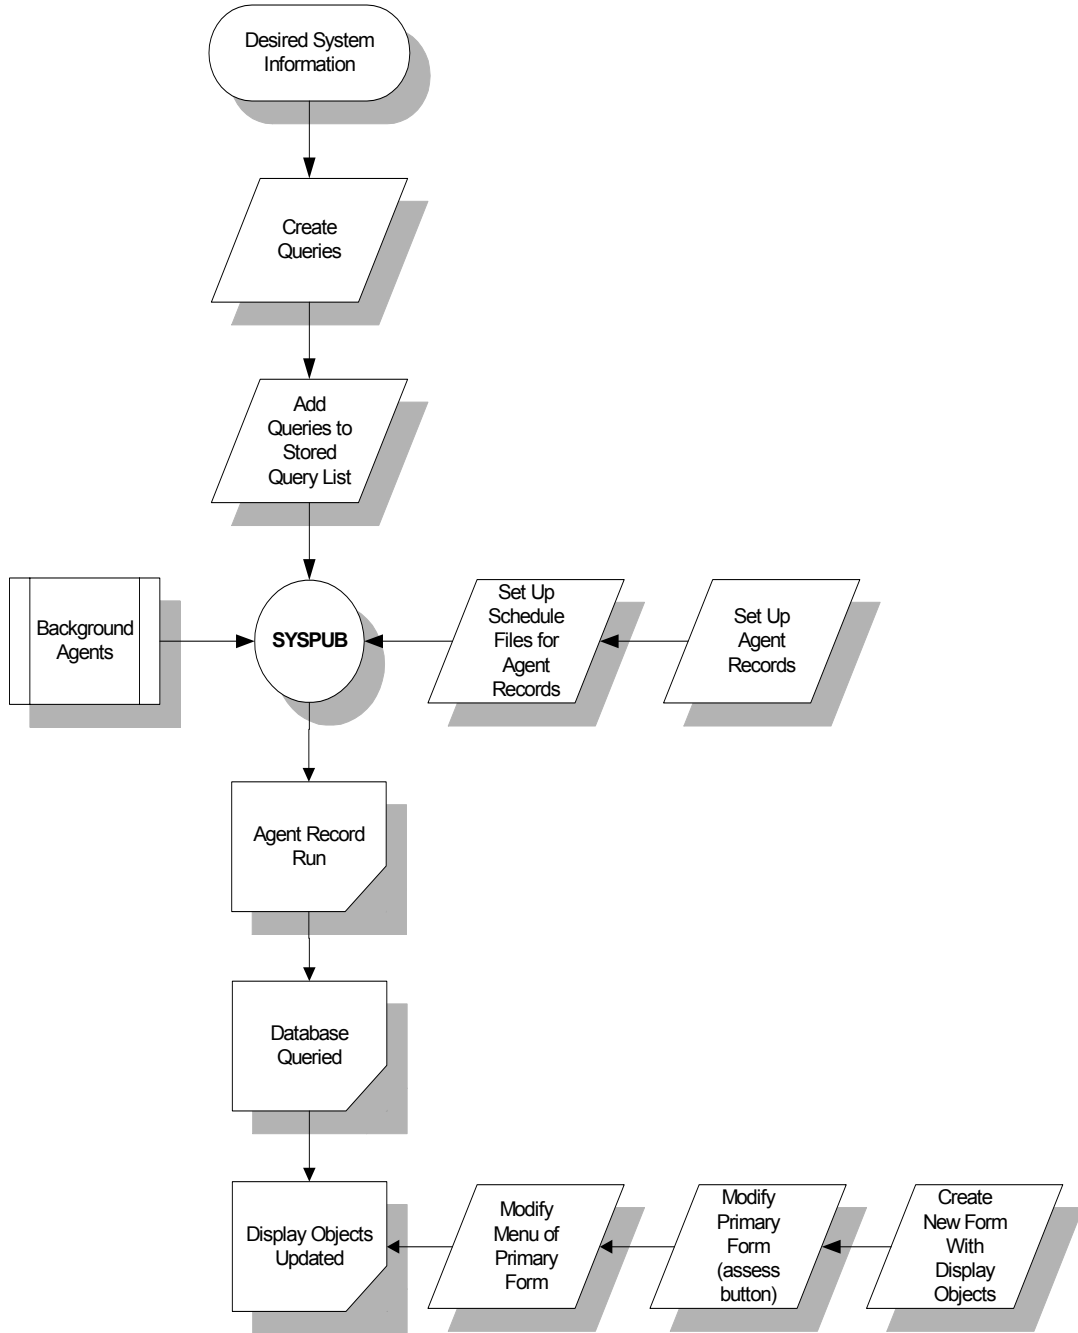 Desired System
Information
Create
Queries
Add
Queries to
Stored
Query List
Background
Agents
SYSPUB
Set Up
Schedule
Files for
Agent
Records
Set Up
Agent
Records
Agent Record
Run
Database
Queried
Display Objects
Updated
Modify
Menu of
Primary
Form
Modify
Primary
Form
(assess
button)
Create
New Form
With
Display
Objects